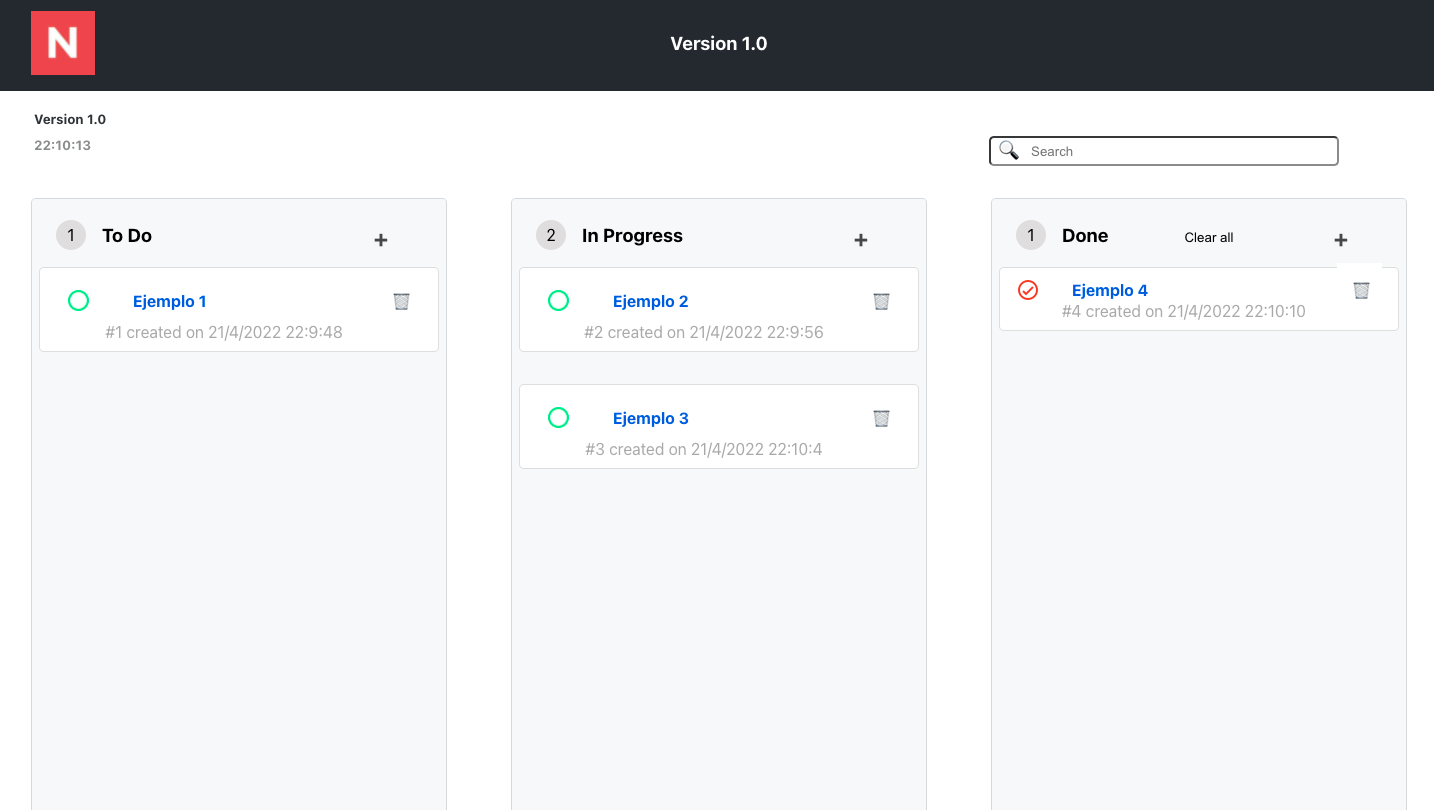 N
Version 1.0
Version 1.0
22:10:13
Search
1 To Do +
Ejemplo 1
#1 created on 21/4/2022 22:9:48
2 In Progress +
Ejemplo 2
#2 created on 21/4/2022 22:9:56
Ejemplo 3
#3 created on 21/4/2022 22:10:4
1 Done Clear all +
Ejemplo 4
#4 created on 21/4/2022 22:10:10